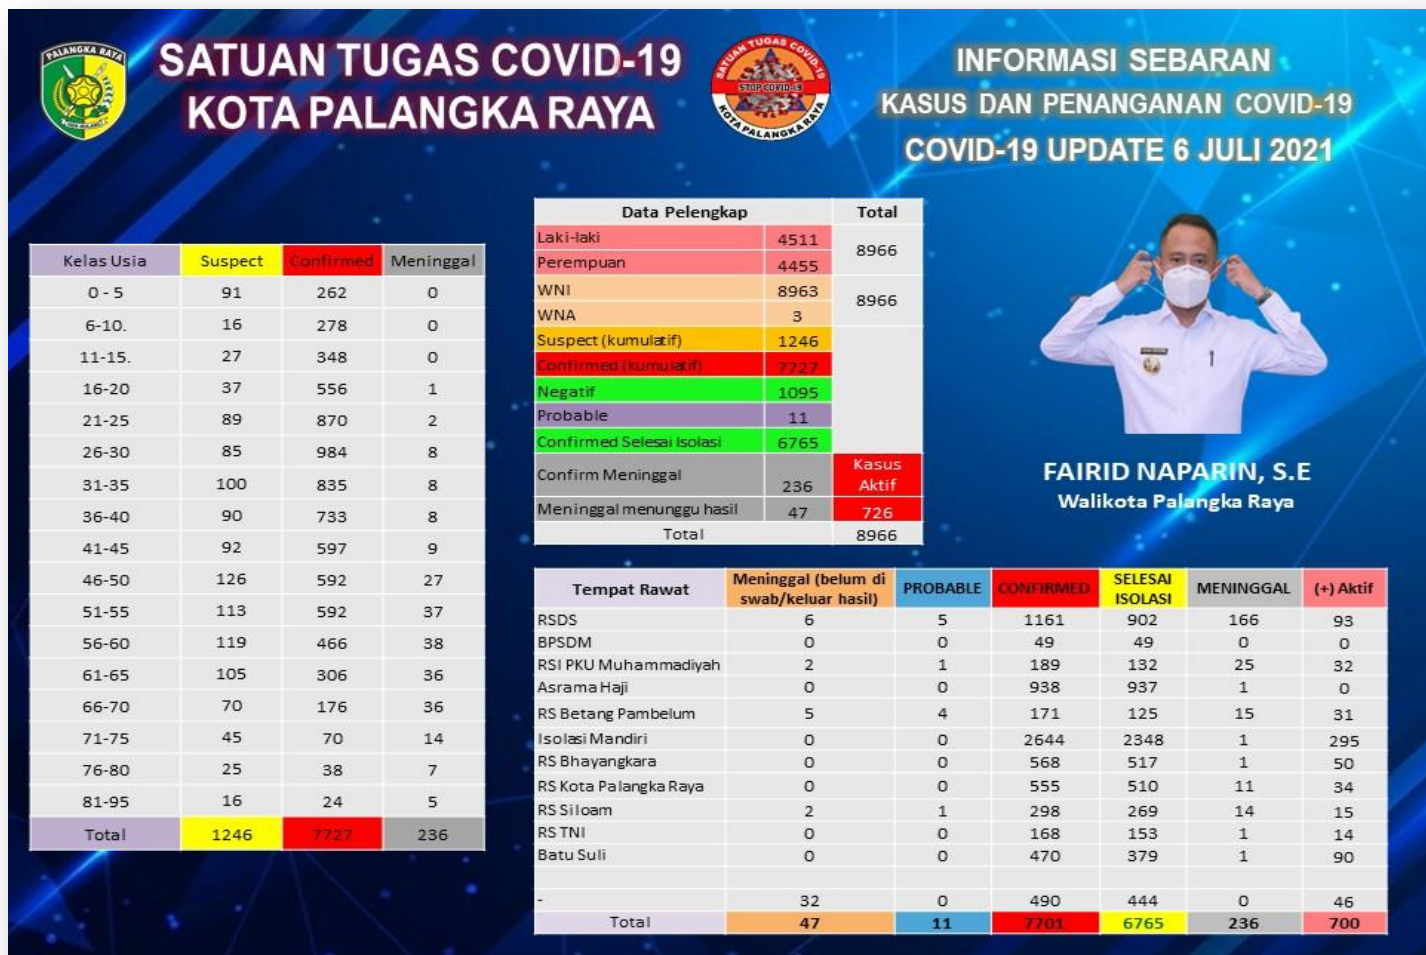 PALANGKA RAYA
SATUAN TUGAS COVID-19
KOTA PALANGKA RAYA
SATUAN TUGAS COVID-19
STOP COVID-19
KOTA PALANGKA RAYA
INFORMASI SEBARAN
KASUS DAN PENANGANAN COVID-19
COVID-19 UPDATE 6 JULI 2021
Kelas Usia Suspect Confirmed Meninggal
0 - 5 91 262 0
6-10. 16 278 0
11-15. 27 348 0
16-20 37 556 1
21-25 89 870 2
26-30 85 984 8
31-35 100 835 8
36-40 90 733 8
41-45 92 597 9
46-50 126 592 27
51-55 113 592 37
56-60 119 466 38
61-65 105 306 36
66-70 70 176 36
71-75 45 70 14
76-80 25 38 7
81-95 16 24 5
Total 1246 7727 236
Data Pelengkap Total
Laki-laki 4511 8966
Perempuan 4455
WNI 8963 8966
WNA 3
Suspect (kumulatif) 1246
Confirmed (kumulatif) 7727
Negatif 1095
Probable 11
Confirmed Selesai Isolasi 6765
Confirm Meninggal 236 Kasus Aktif
Meninggal menunggu hasil 47 726
Total 8966
FAIRID NAPARIN, S.E
Walikota Palangka Raya
Tempat Rawat Meninggal (belum di swab/keluar hasil) PROBABLE CONFIRMED SELESAI ISOLASI MENINGGAL (+) Aktif
RSDS 6 5 1161 902 166 93
BPSDM 0 0 49 49 0 0
RSI PKU Muhammadiyah 2 1 189 132 25 32
Asrama Haji 0 0 938 937 1 0
RS Betang Pambelum 5 4 171 125 15 31
Isolasi Mandiri 0 0 2644 2348 1 295
RS Bhayangkara 0 0 568 517 1 50
RS Kota Palangka Raya 0 0 555 510 11 34
RS Siloam 2 1 298 269 14 15
RS TNI 0 0 168 153 1 14
Batu Suli 0 0 470 379 1 90
- 32 0 490 444 0 46
Total 47 11 7701 6765 236 700